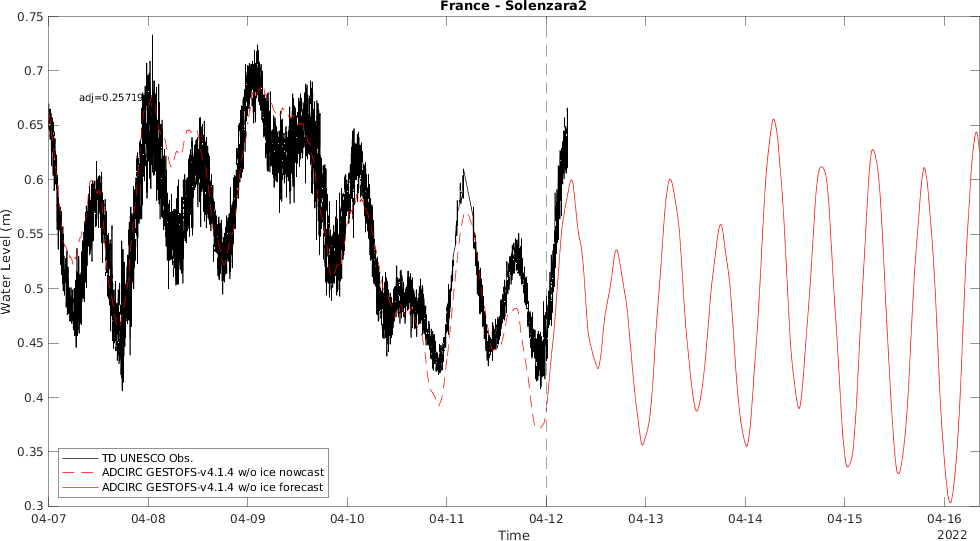 France - Solenzara2
0.75
0.7
0.65
0.6
0.55
0.5
0.45
0.4
0.35
0.3
Water Level (m)
adj=0.25719
TD UNESCO Obs.
ADCIRC GESTOFS-v4.1.4 w/o ice nowcast
ADCIRC GESTOFS-v4.1.4 w/o ice forecast
04-07 04-08 04-09 04-10 04-11 04-12 04-13 04-14 04-15 04-16
Time
2022